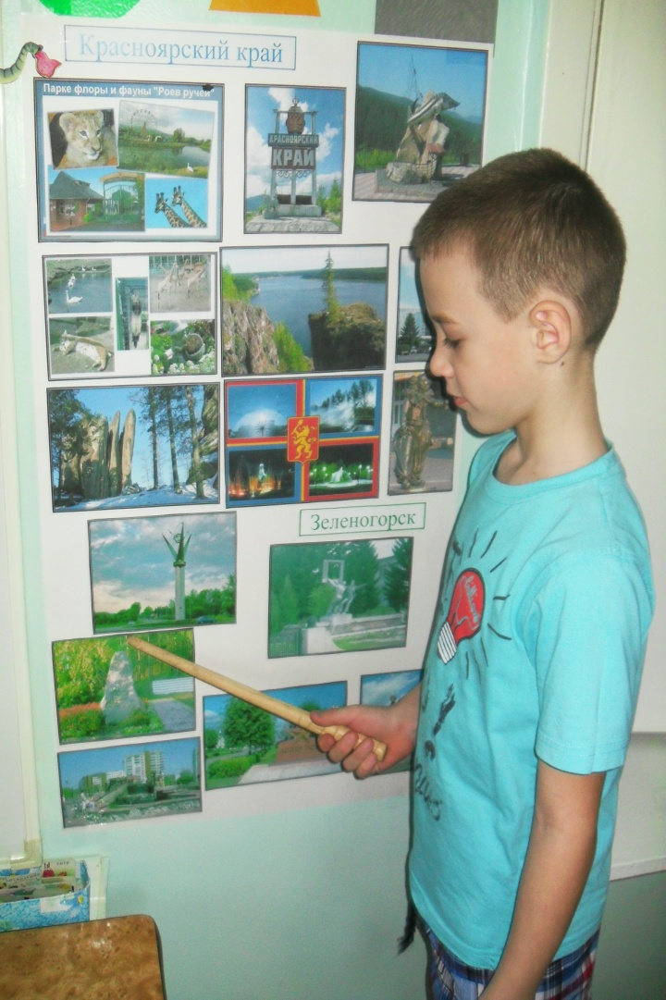 Красноярский край
Парке флоры и фауны "Роев ручей"
КРАСНОЯРСКИЙ
КРАЙ
Зеленогорск